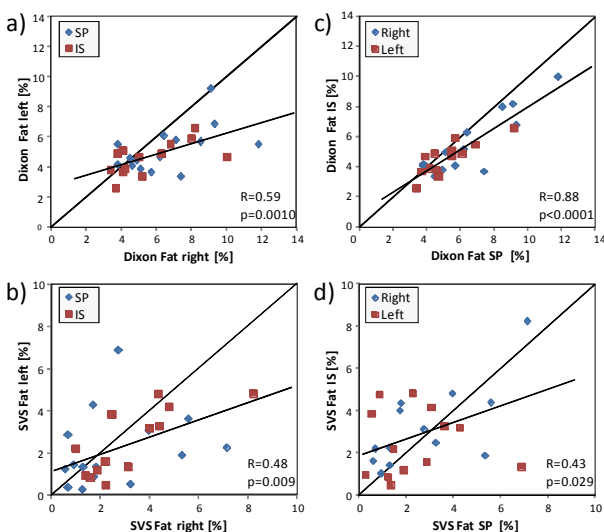 a)
SP
IS
14
12
10
8
6
4
2
0
0
2
4
6
8
10
12
14
Dixon Fat left [%]
Dixon Fat right [%]
R=0.59
p=0.0010
c)
Right
Left
14
12
10
8
6
4
2
0
0
2
4
6
8
10
12
14
Dixon Fat IS [%]
Dixon Fat SP [%]
R=0.88
p<0.0001
b)
SP
IS
10
8
6
4
2
0
0
2
4
6
8
10
SVS Fat left [%]
SVS Fat right [%]
R=0.48
p=0.009
d)
Right
Left
10
8
6
4
2
0
0
2
4
6
8
10
SVS Fat IS [%]
SVS Fat SP [%]
R=0.43
p=0.029